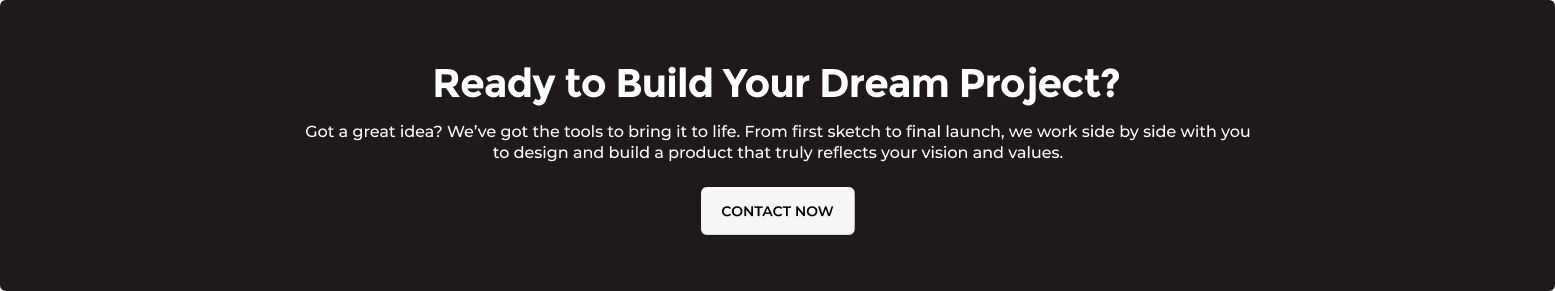 Ready to Build Your Dream Project?
Got a great idea? We’ve got the tools to bring it to life. From first sketch to final launch, we work side by side with you
to design and build a product that truly reflects your vision and values.
CONTACT NOW